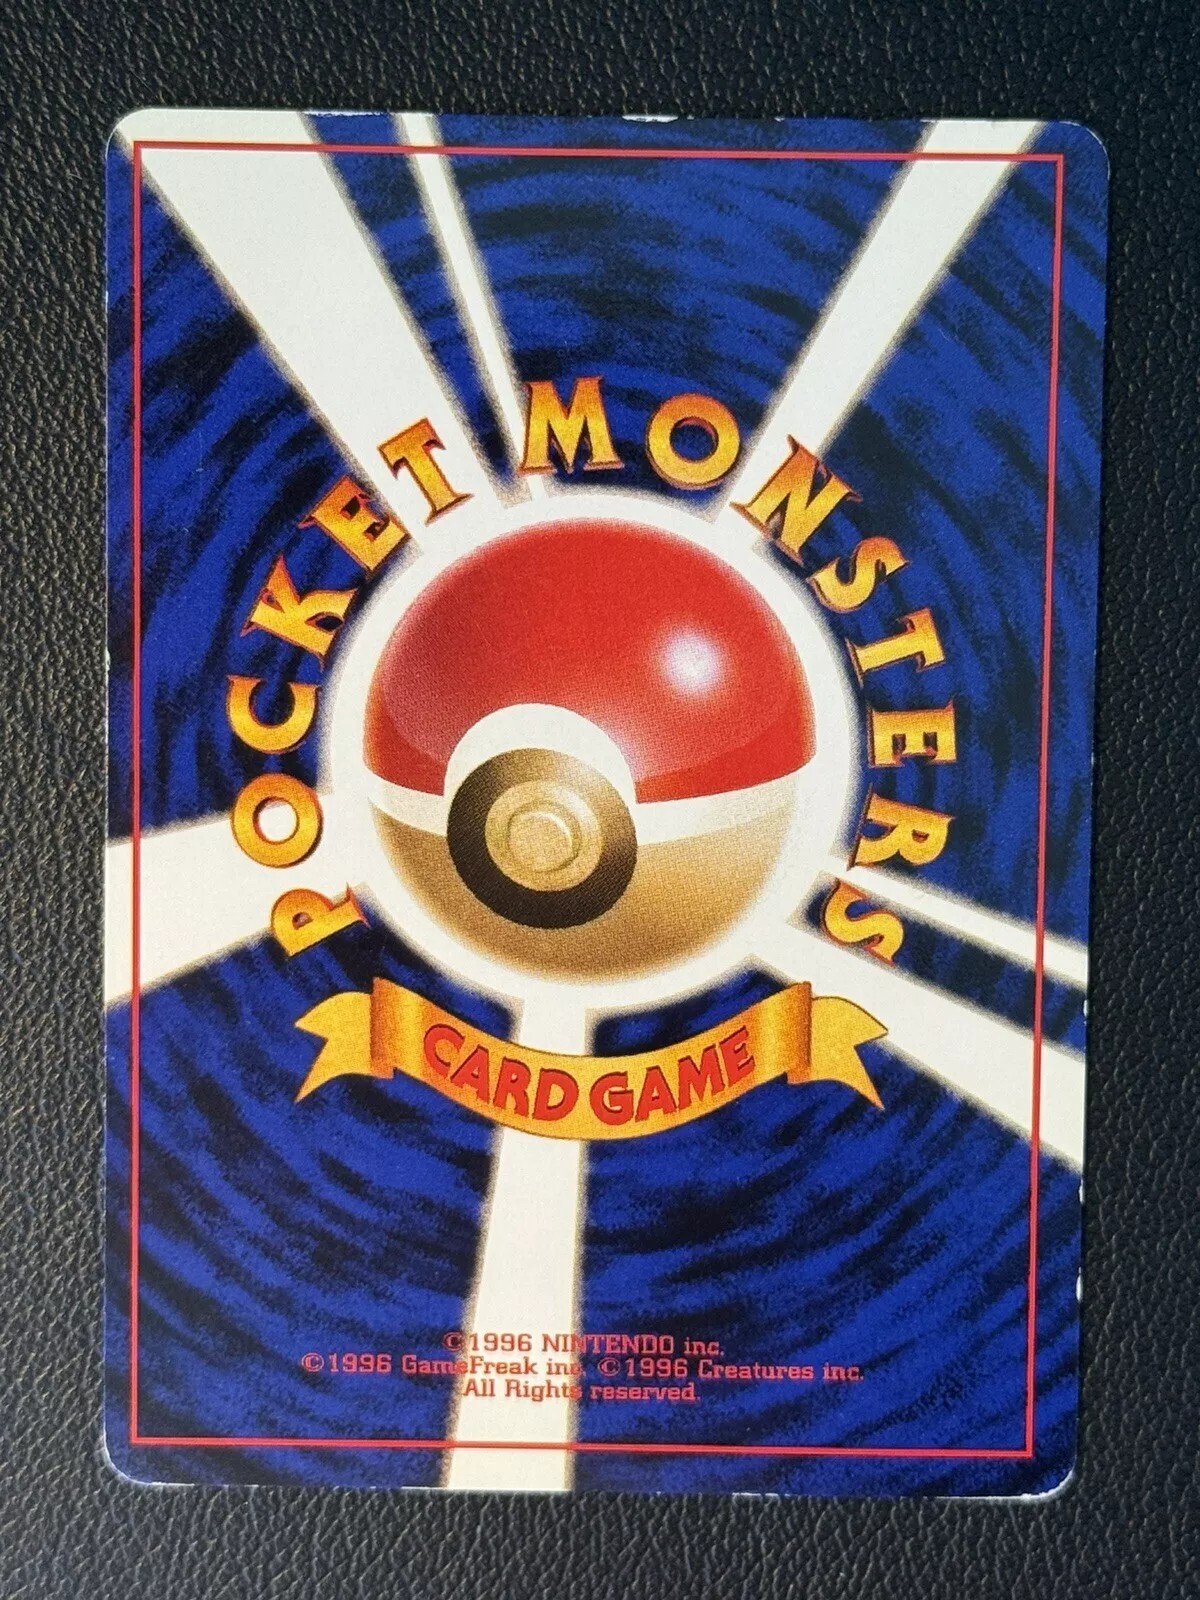 POCKET MONSTERS
CARD GAME
©1996 NINTENDO inc.
©1996 GameFreak inc. ©1996 Creatures inc.
All Rights reserved.